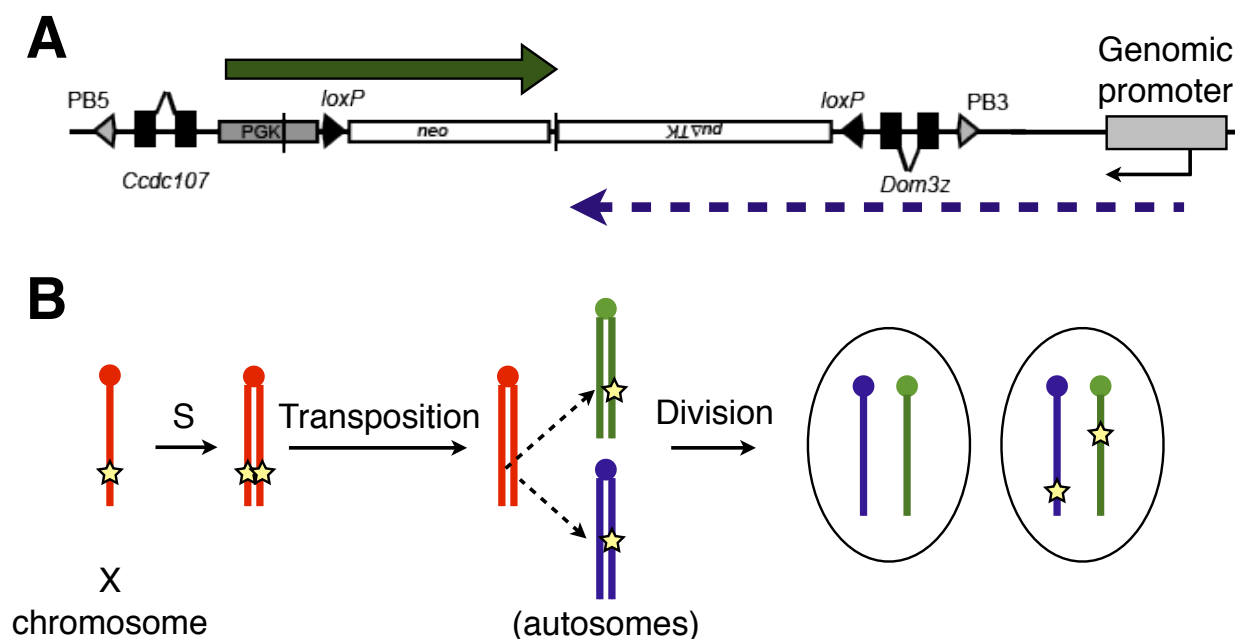 A
Genomic
promoter
PB5
loxP
loxP
PB3
PGK
neo
puΔTK
Ccdc107
Dom3z
B
S
Transposition
Division
X
chromosome
(autosomes)